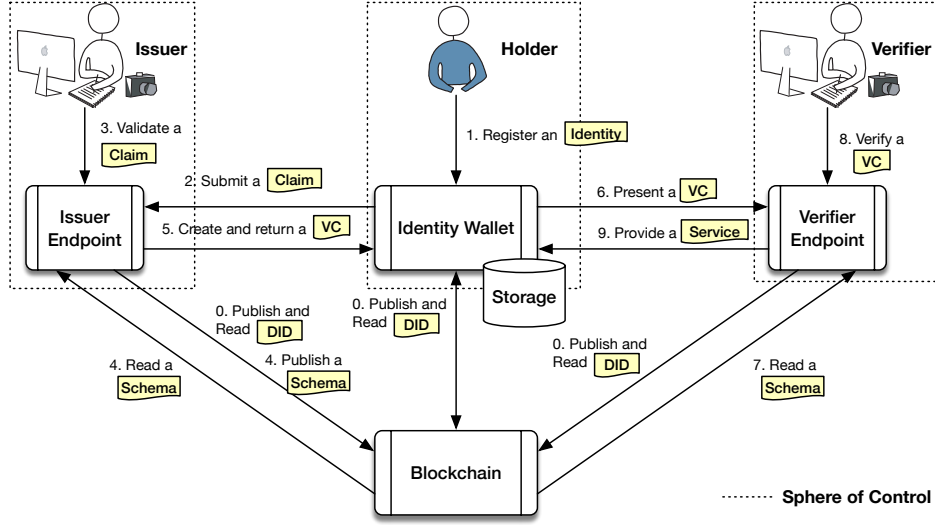 Issuer
Holder
Verifier
3. Validate a
Claim
1. Register an Identity
8. Verify a
VC
2. Submit a Claim
6. Present a VC
Issuer
Endpoint
Identity Wallet
Verifier
Endpoint
5. Create and return a VC
9. Provide a Service
Storage
0. Publish and
Read DID
0. Publish and
Read DID
0. Publish and
Read DID
4. Read a
Schema
4. Publish a
Schema
7. Read a
Schema
Blockchain
Sphere of Control